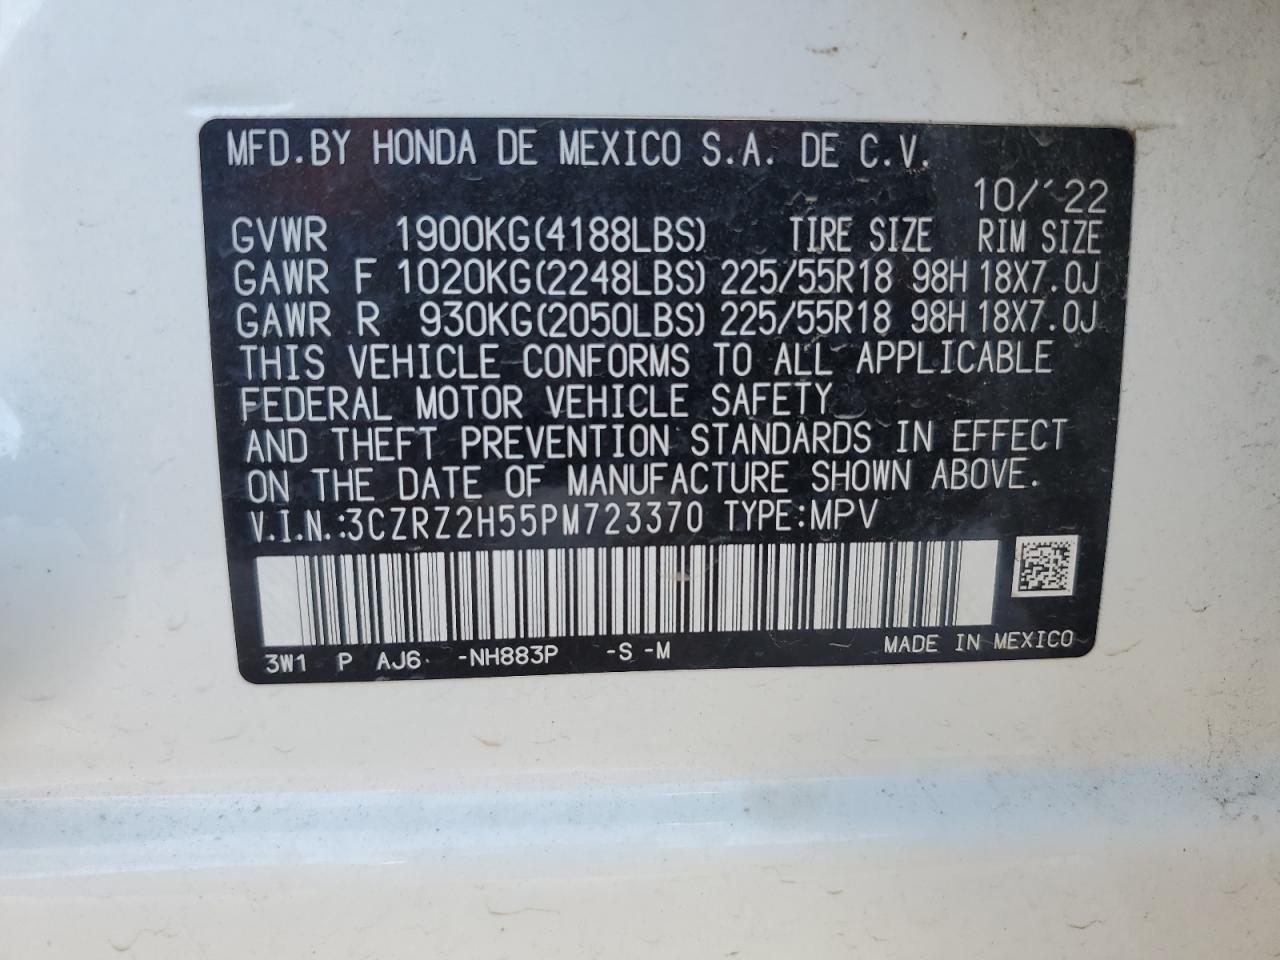 MFD.BY HONDA DE MEXICO S.A. DE C.V.
10/'22
GVWR 1900KG(4188LBS) TIRE SIZE RIM SIZE
GAWR F 1020KG(2248LBS) 225/55R18 98H 18X7.0J
GAWR R 930KG(2050LBS) 225/55R18 98H 18X7.0J
THIS VEHICLE CONFORMS TO ALL APPLICABLE
FEDERAL MOTOR VEHICLE SAFETY
AND THEFT PREVENTION STANDARDS IN EFFECT
ON THE DATE OF MANUFACTURE SHOWN ABOVE.
V.I.N.:3CZRZ2H55PM723370 TYPE:MPV
3W1 P AJ6 -NH883P -S -M MADE IN MEXICO